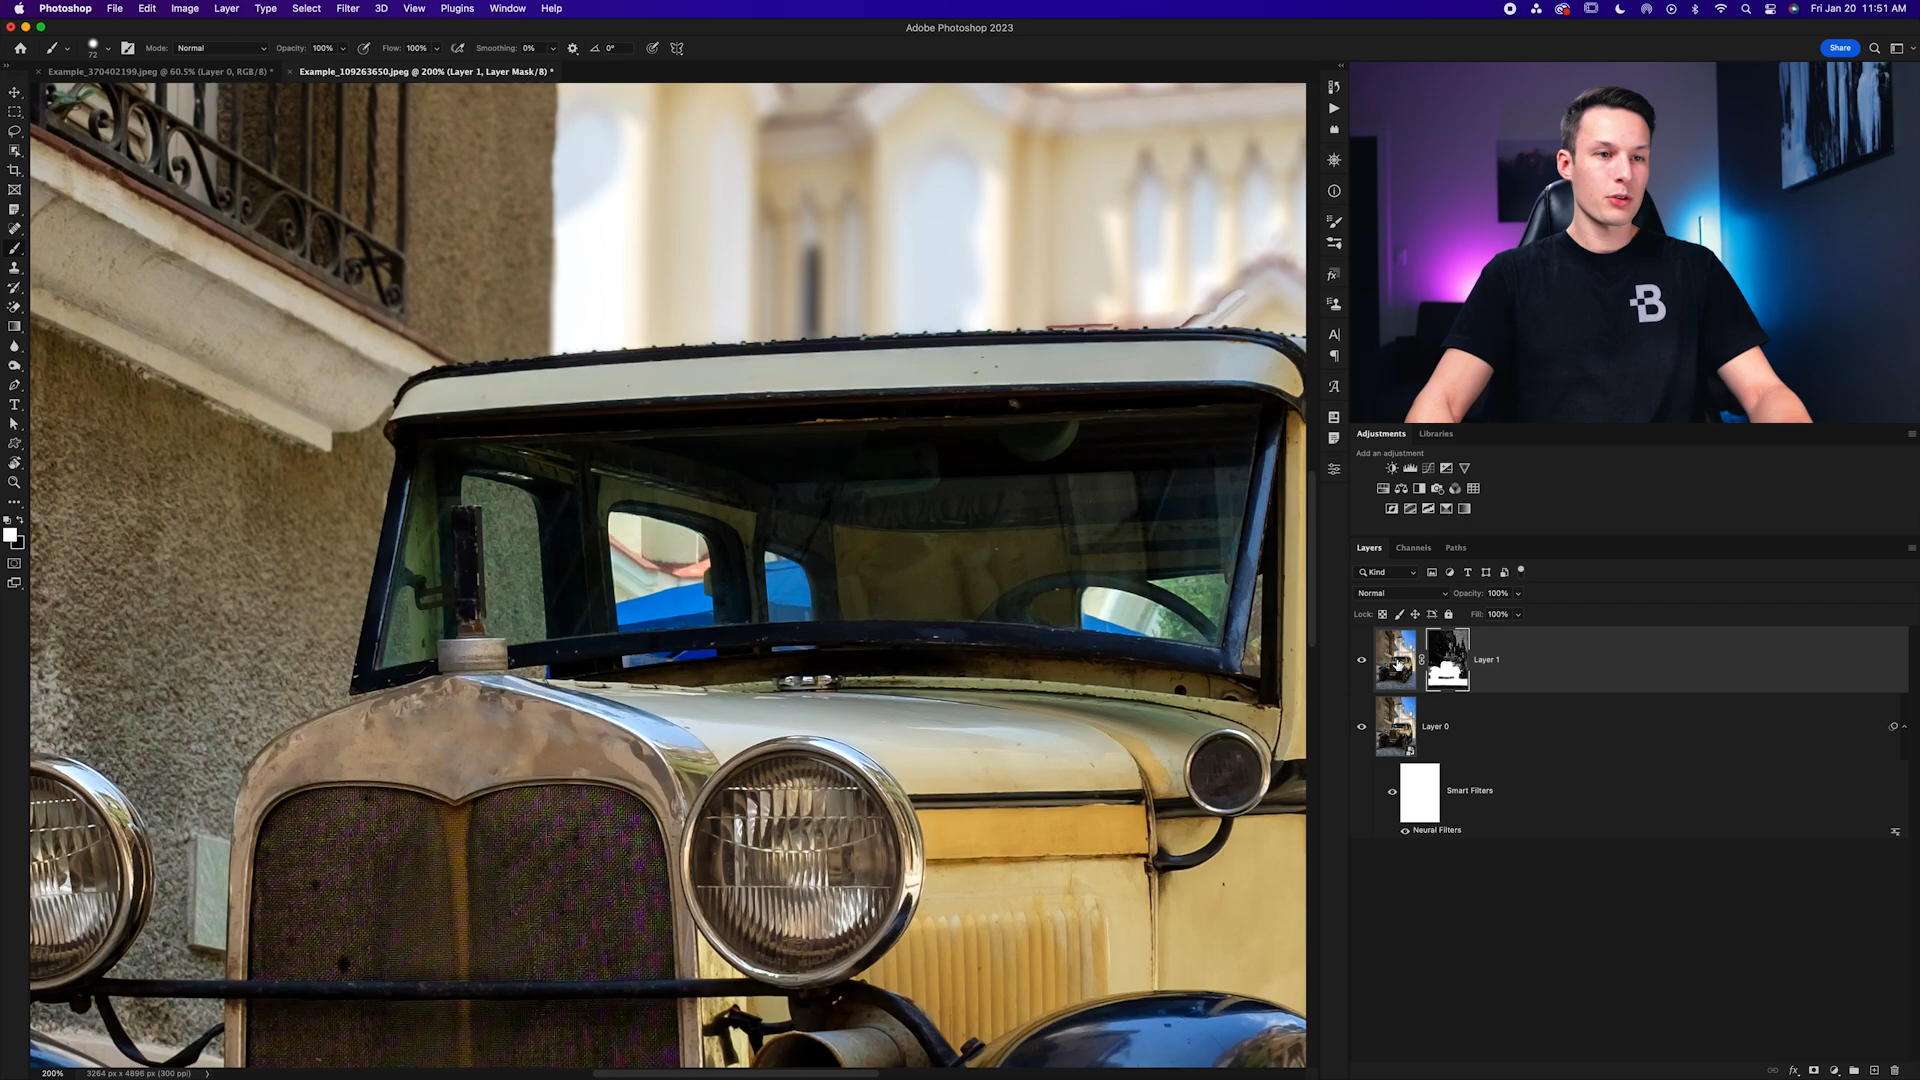 Photoshop File Edit Image Layer Type Select Filter 3D View Plugins Window Help
Fri Jan 20 11:51 AM
Adobe Photoshop 2023
72 Mode: Normal Opacity: 100% Flow: 100% Smoothing: 0% 0°
Share
Example_370402199.jpeg @ 60.5% (Layer 0, RGB/8) *
Example_109263650.jpeg @ 200% (Layer 1, Layer Mask/8) *
B
Adjustments Libraries
Add an adjustment
Layers Channels Paths
Kind
Normal Opacity: 100%
Lock: Fill: 100%
Layer 1
Layer 0
Smart Filters
Neural Filters
200% 3264 px x 4896 px (300 ppi)